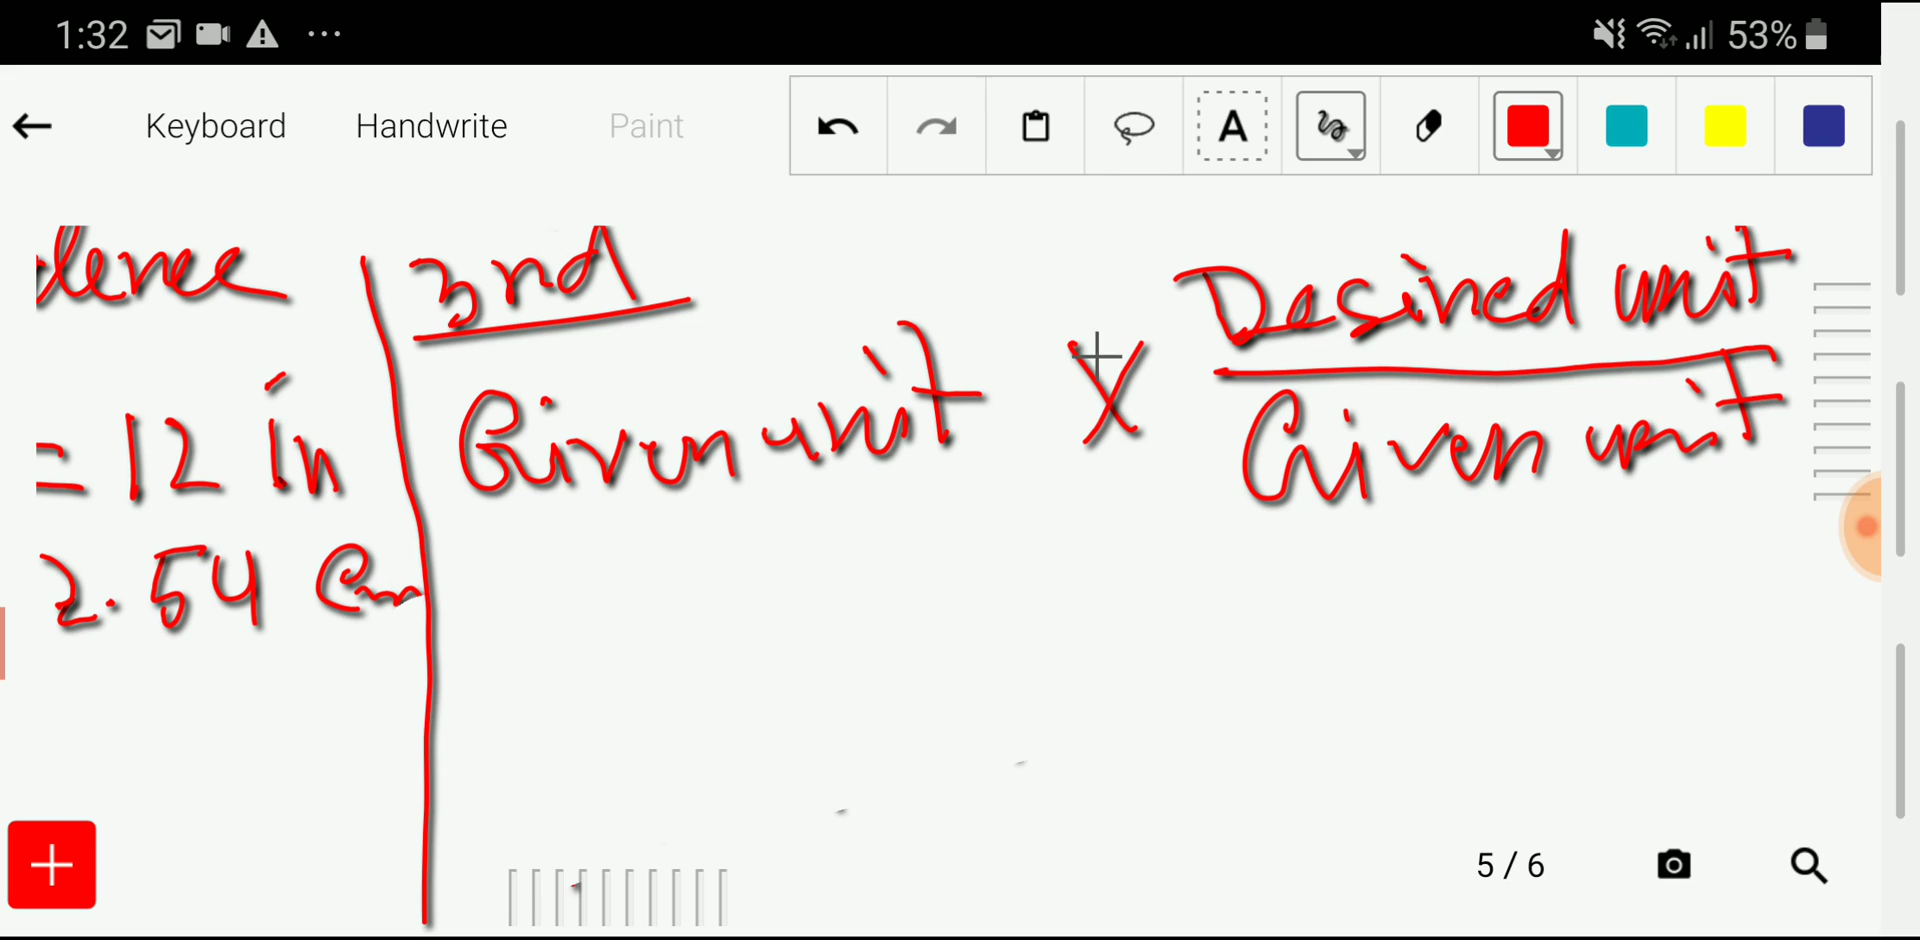 1:32 53%
Keyboard Handwrite Paint A
lence
= 12 in
2.54 cm
3nd
Given unit X Desired unit
Given unit
5 / 6